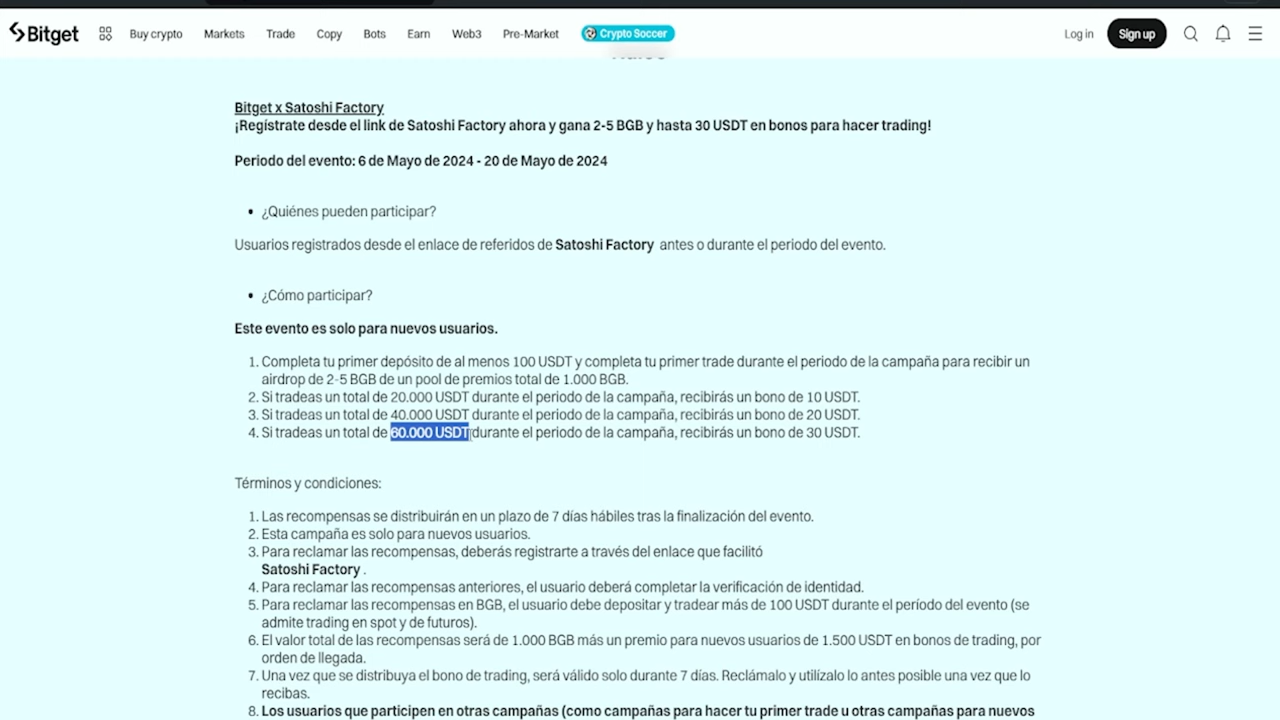 Bitget
Buy crypto Markets Trade Copy Bots Earn Web3 Pre-Market Crypto Soccer Log in Sign up
Bitget x Satoshi Factory
¡Regístrate desde el link de Satoshi Factory ahora y gana 2-5 BGB y hasta 30 USDT en bonos para hacer trading!
Periodo del evento: 6 de Mayo de 2024 - 20 de Mayo de 2024
• ¿Quiénes pueden participar?
Usuarios registrados desde el enlace de referidos de Satoshi Factory antes o durante el periodo del evento.
• ¿Cómo participar?
Este evento es solo para nuevos usuarios.
1. Completa tu primer depósito de al menos 100 USDT y completa tu primer trade durante el periodo de la campaña para recibir un
airdrop de 2-5 BGB de un pool de premios total de 1.000 BGB.
2. Si tradeas un total de 20.000 USDT durante el periodo de la campaña, recibirás un bono de 10 USDT.
3. Si tradeas un total de 40.000 USDT durante el periodo de la campaña, recibirás un bono de 20 USDT.
4. Si tradeas un total de 60.000 USDT durante el periodo de la campaña, recibirás un bono de 30 USDT.
Términos y condiciones:
1. Las recompensas se distribuirán en un plazo de 7 días hábiles tras la finalización del evento.
2. Esta campaña es solo para nuevos usuarios.
3. Para reclamar las recompensas, deberás registrarte a través del enlace que facilitó
Satoshi Factory .
4. Para reclamar las recompensas anteriores, el usuario deberá completar la verificación de identidad.
5. Para reclamar las recompensas en BGB, el usuario debe depositar y tradear más de 100 USDT durante el período del evento (se
admite trading en spot y de futuros).
6. El valor total de las recompensas será de 1.000 BGB más un premio para nuevos usuarios de 1.500 USDT en bonos de trading, por
orden de llegada.
7. Una vez que se distribuya el bono de trading, será válido solo durante 7 días. Reclámalo y utilízalo lo antes posible una vez que lo
recibas.
8. Los usuarios que participen en otras campañas (como campañas para hacer tu primer trade u otras campañas para nuevos